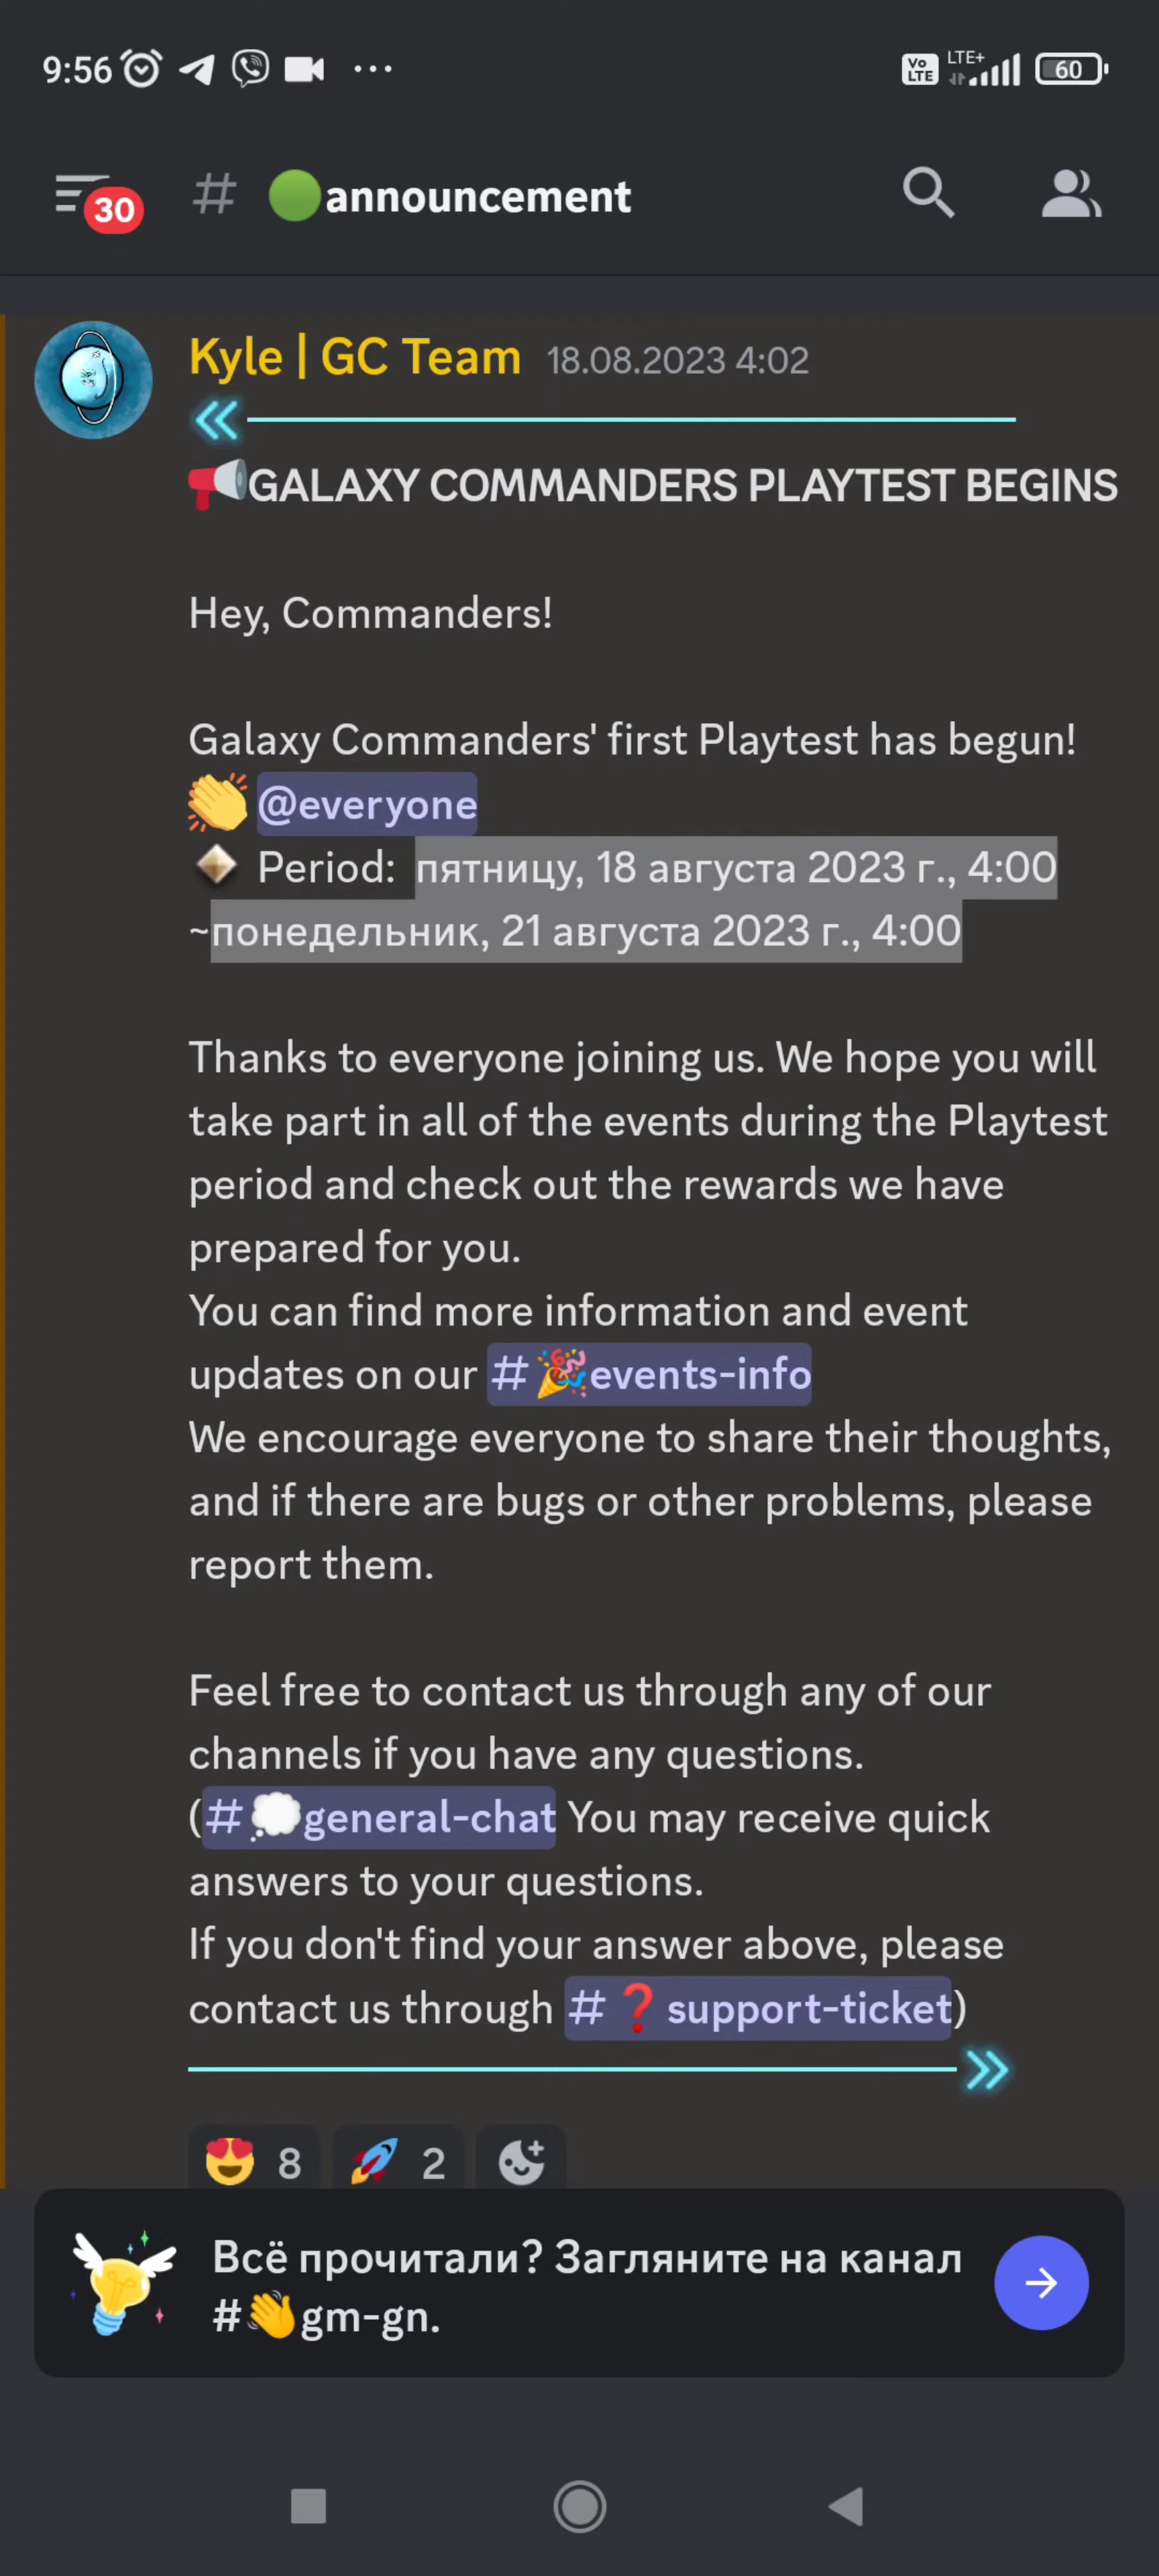 9:56
Vo LTE LTE+ 60
30 # announcement
Kyle | GC Team 18.08.2023 4:02
GALAXY COMMANDERS PLAYTEST BEGINS
Hey, Commanders!
Galaxy Commanders' first Playtest has begun!
@everyone
Period: пятницу, 18 августа 2023 г., 4:00
~понедельник, 21 августа 2023 г., 4:00
Thanks to everyone joining us. We hope you will
take part in all of the events during the Playtest
period and check out the rewards we have
prepared for you.
You can find more information and event
updates on our #🎉events-info
We encourage everyone to share their thoughts,
and if there are bugs or other problems, please
report them.
Feel free to contact us through any of our
channels if you have any questions.
(#💭general-chat You may receive quick
answers to your questions.
If you don't find your answer above, please
contact us through #❓support-ticket)
8 2
Всё прочитали? Загляните на канал
#👋gm-gn.